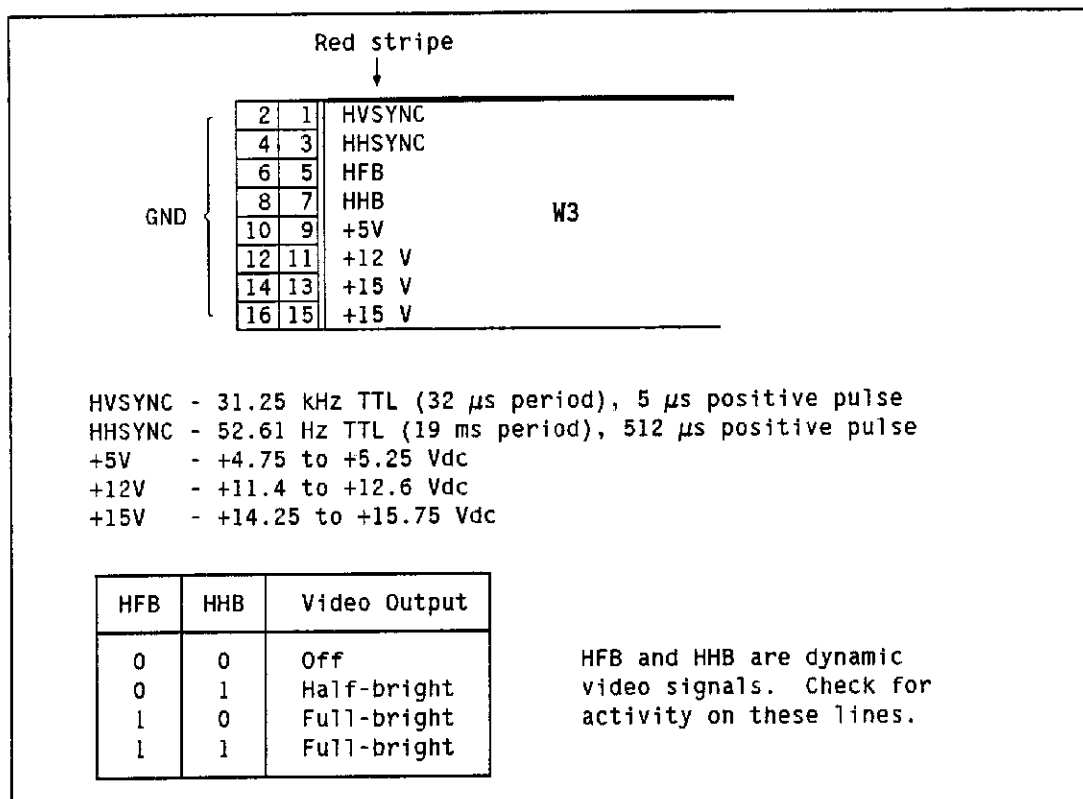 Red stripe
2 1 HVSYNC
4 3 HHSYNC
6 5 HFB
8 7 HHB
GND
W3
10 9 +5V
12 11 +12 V
14 13 +15 V
16 15 +15 V
HVSYNC - 31.25 kHz TTL (32 μs period), 5 μs positive pulse
HHSYNC - 52.61 Hz TTL (19 ms period), 512 μs positive pulse
+5V - +4.75 to +5.25 Vdc
+12V - +11.4 to +12.6 Vdc
+15V - +14.25 to +15.75 Vdc
HFB HHB Video Output
0 0 Off
0 1 Half-bright
1 0 Full-bright
1 1 Full-bright
HFB and HHB are dynamic
video signals. Check for
activity on these lines.